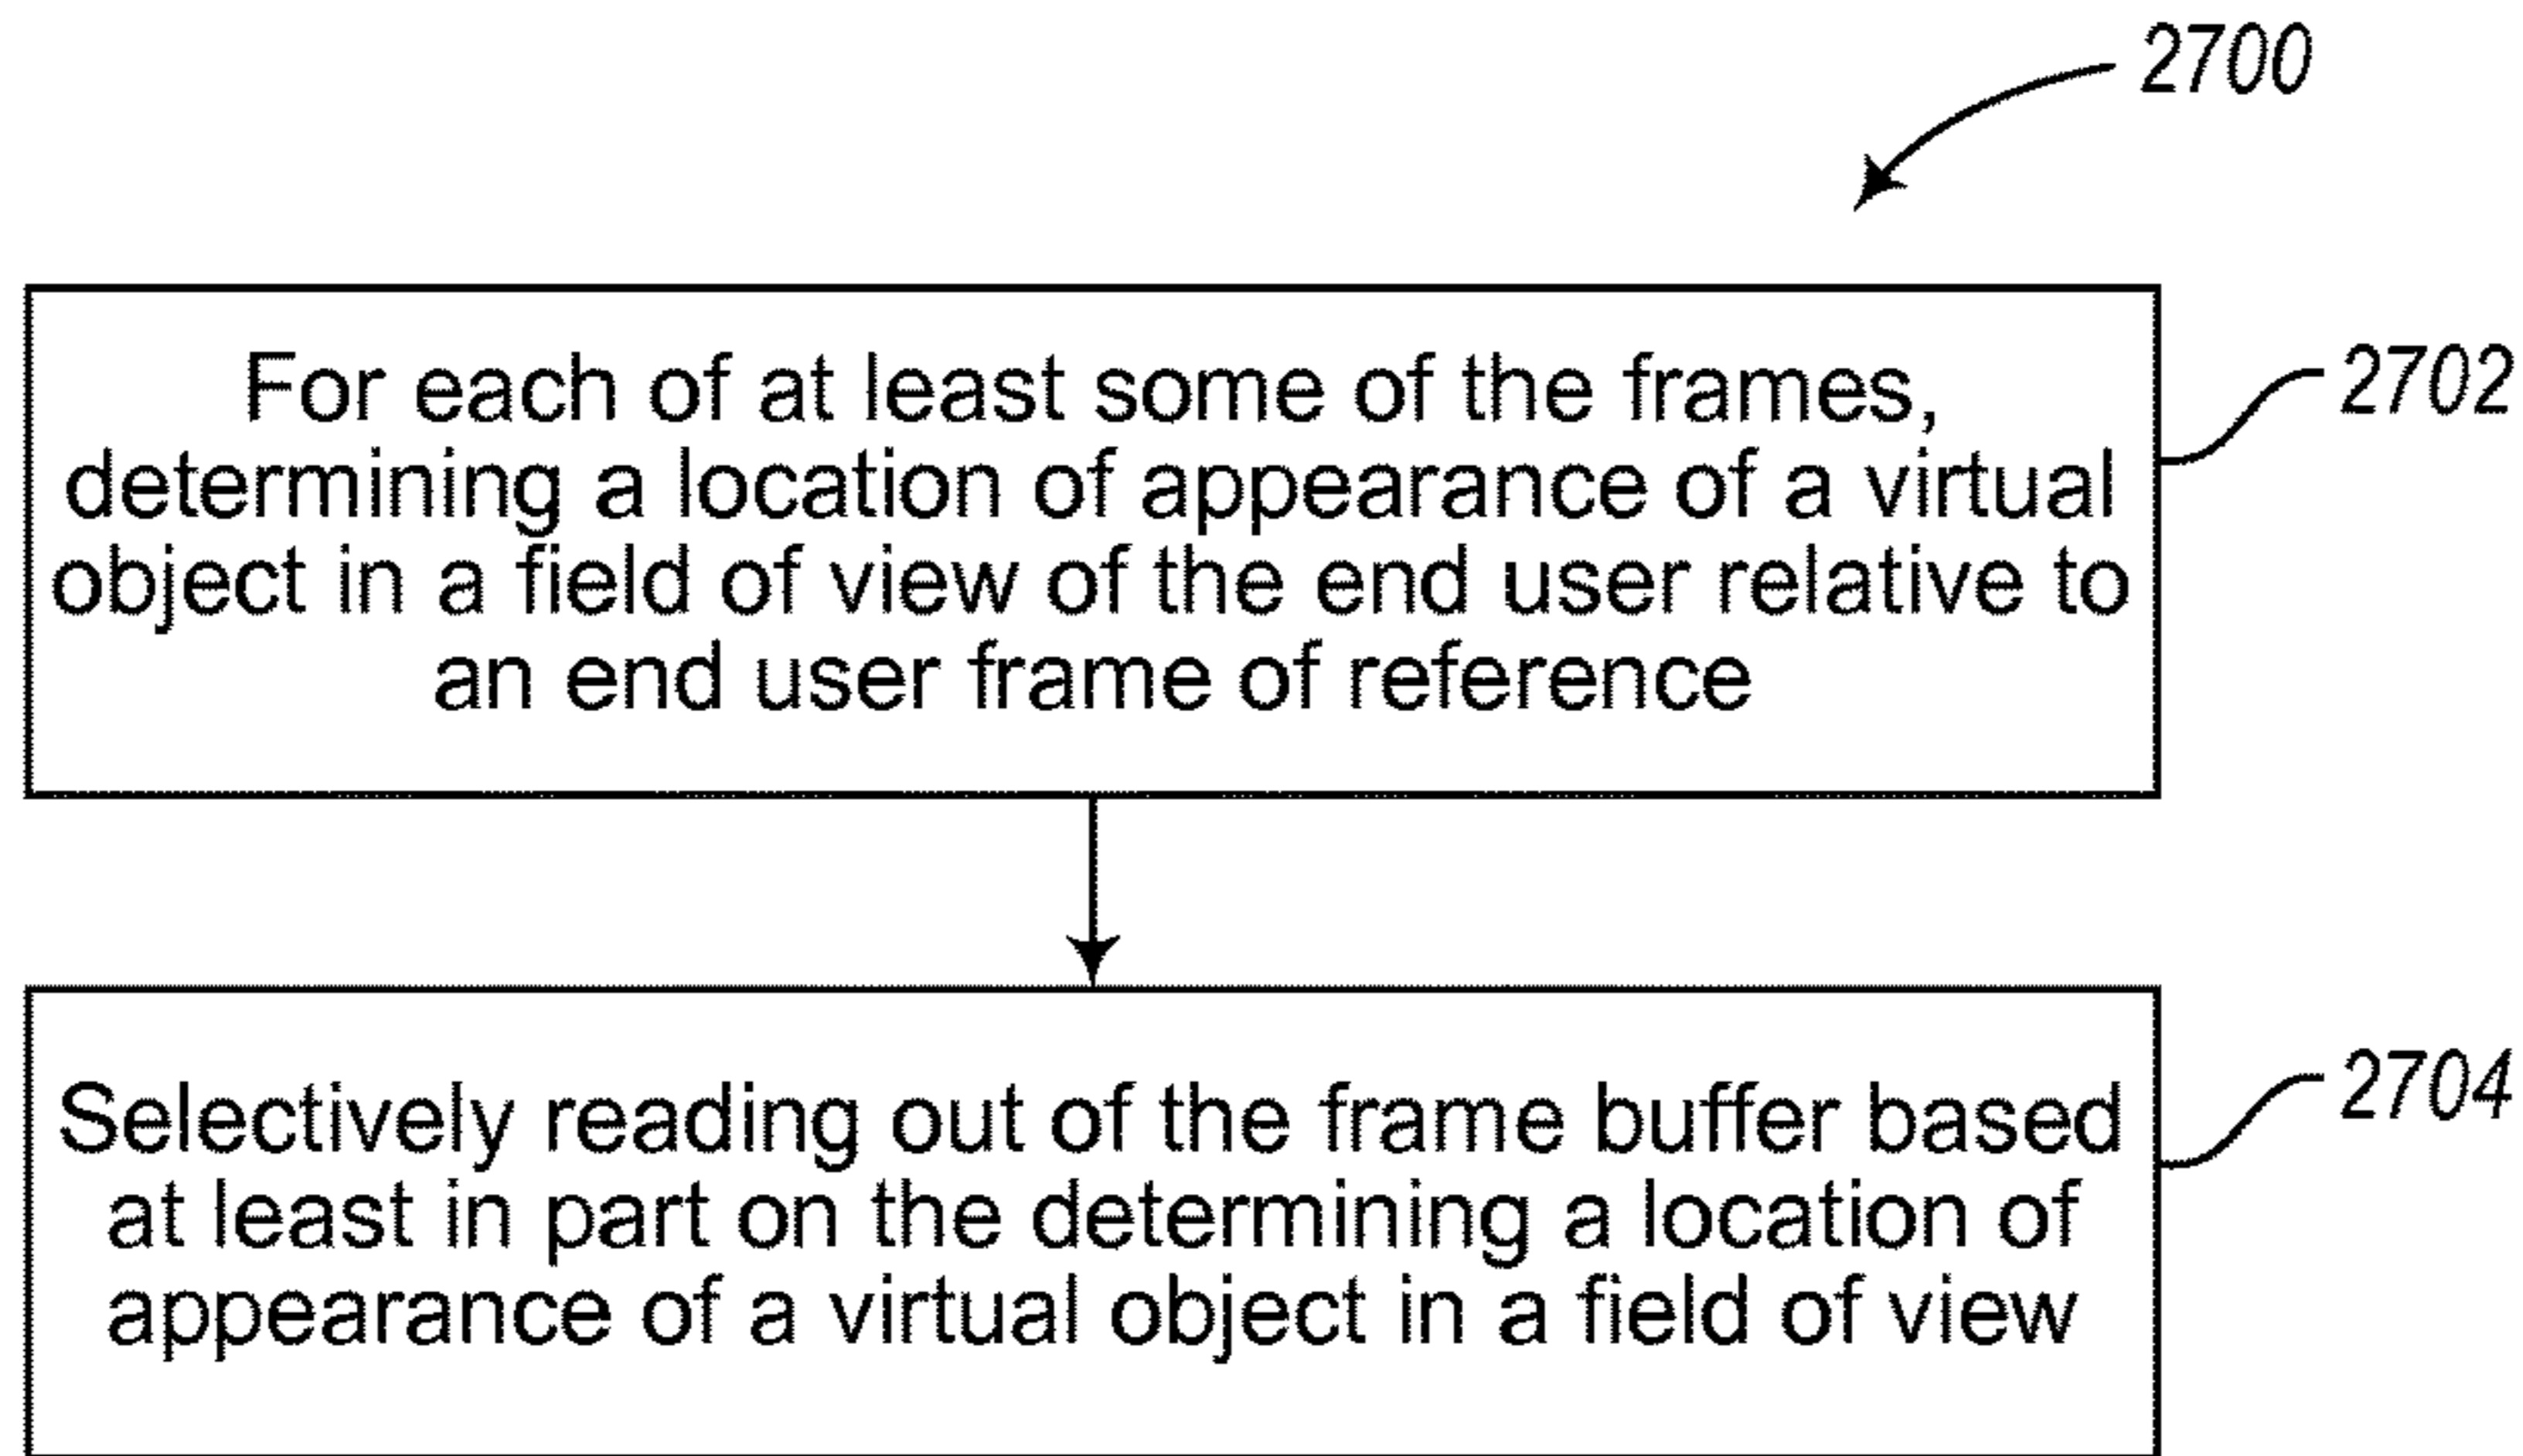 2700
For each of at least some of the frames,
determining a location of appearance of a virtual
object in a field of view of the end user relative to
an end user frame of reference
2702
Selectively reading out of the frame buffer based
at least in part on the determining a location of
appearance of a virtual object in a field of view
2704